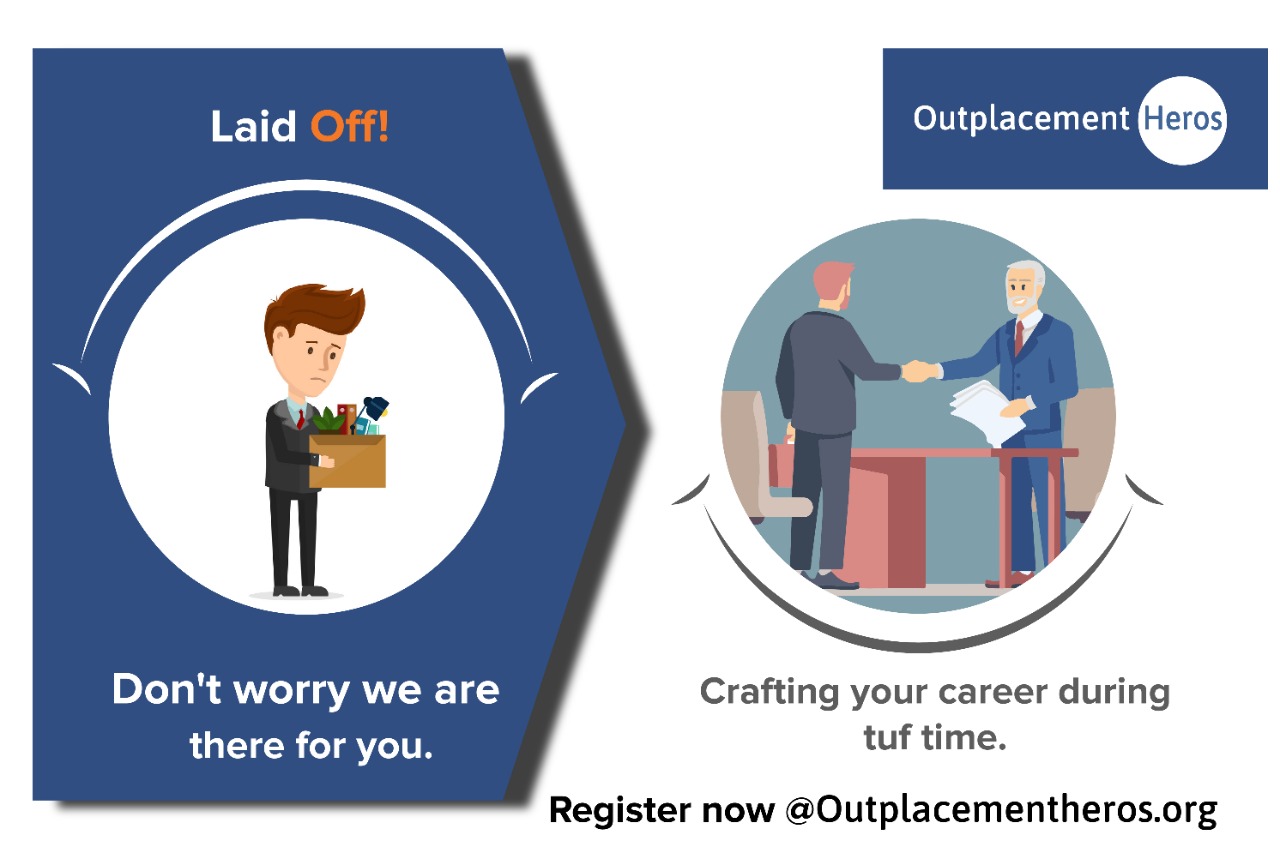 Laid Off!
Outplacement Heros
Don't worry we are
there for you.
Crafting your career during
tuf time.
Register now @Outplacementheros.org